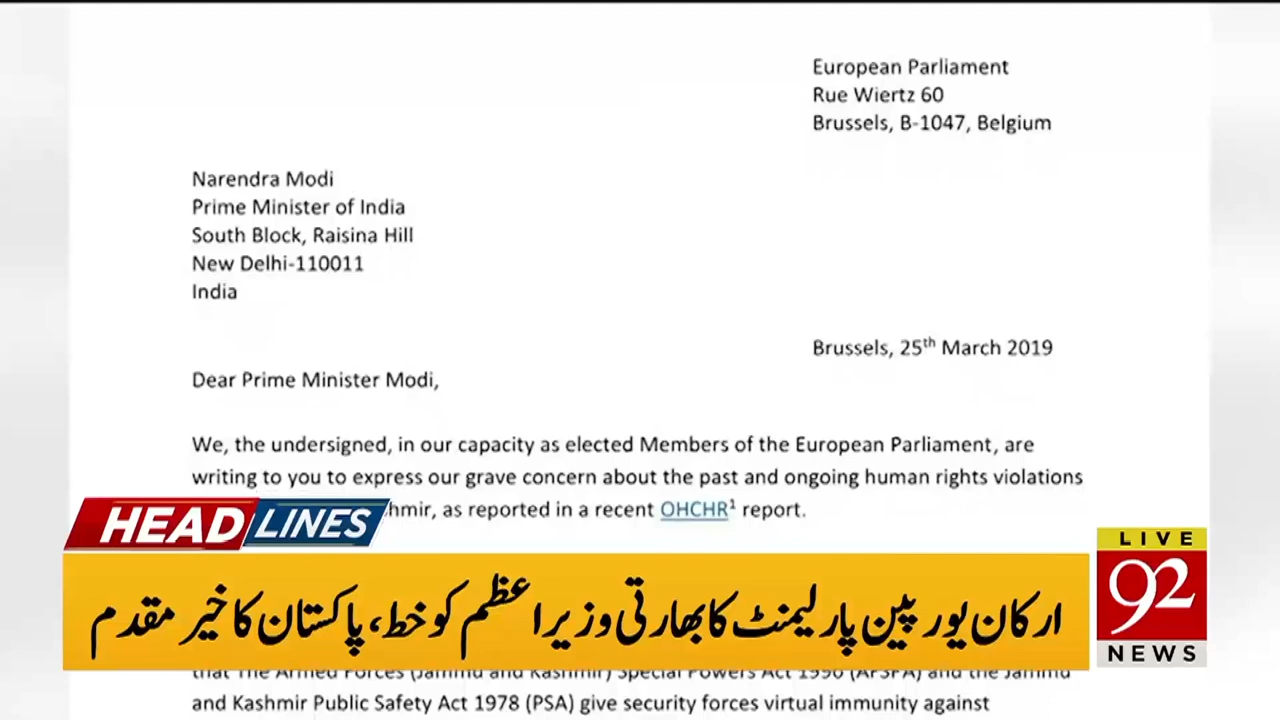 European Parliament
Rue Wiertz 60
Brussels, B-1047, Belgium
Narendra Modi
Prime Minister of India
South Block, Raisina Hill
New Delhi-110011
India
Brussels, 25th March 2019
Dear Prime Minister Modi,
We, the undersigned, in our capacity as elected Members of the European Parliament, are
writing to you to express our grave concern about the past and ongoing human rights violations
as reported in a recent OHCHR1 report.
HEADLINES
LIVE
92
NEWS
ارکان یورپین پارلیمنٹ کا بھارتی وزیراعظم کو خط، پاکستان کا خیر مقدم
that The Armed Forces (Jammu and Kashmir) Special Powers Act 1990 (AFSPA) and the Jammu
and Kashmir Public Safety Act 1978 (PSA) give security forces virtual immunity against